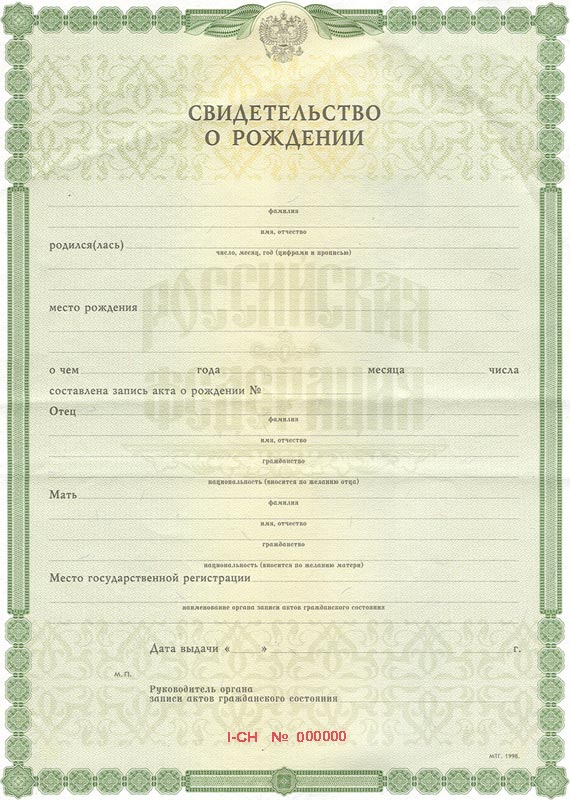 СВИДЕТЕЛЬСТВО
О РОЖДЕНИИ
фамилия
имя, отчество
родился(лась)
число, месяц, год (цифрами и прописью)
РОССИЙСКАЯ
место рождения
о чем года месяца числа
составлена запись акта о рождении №
ФЕДЕРАЦИЯ
Отец
фамилия
имя, отчество
гражданство
национальность (вносится по желанию отца)
Мать
фамилия
имя, отчество
гражданство
национальность (вносится по желанию матери)
Место государственной регистрации
наименование органа записи актов гражданского состояния
Дата выдачи « » г.
М.П.
Руководитель органа
записи актов гражданского состояния
I-СН № 000000
МТГ. 1998.